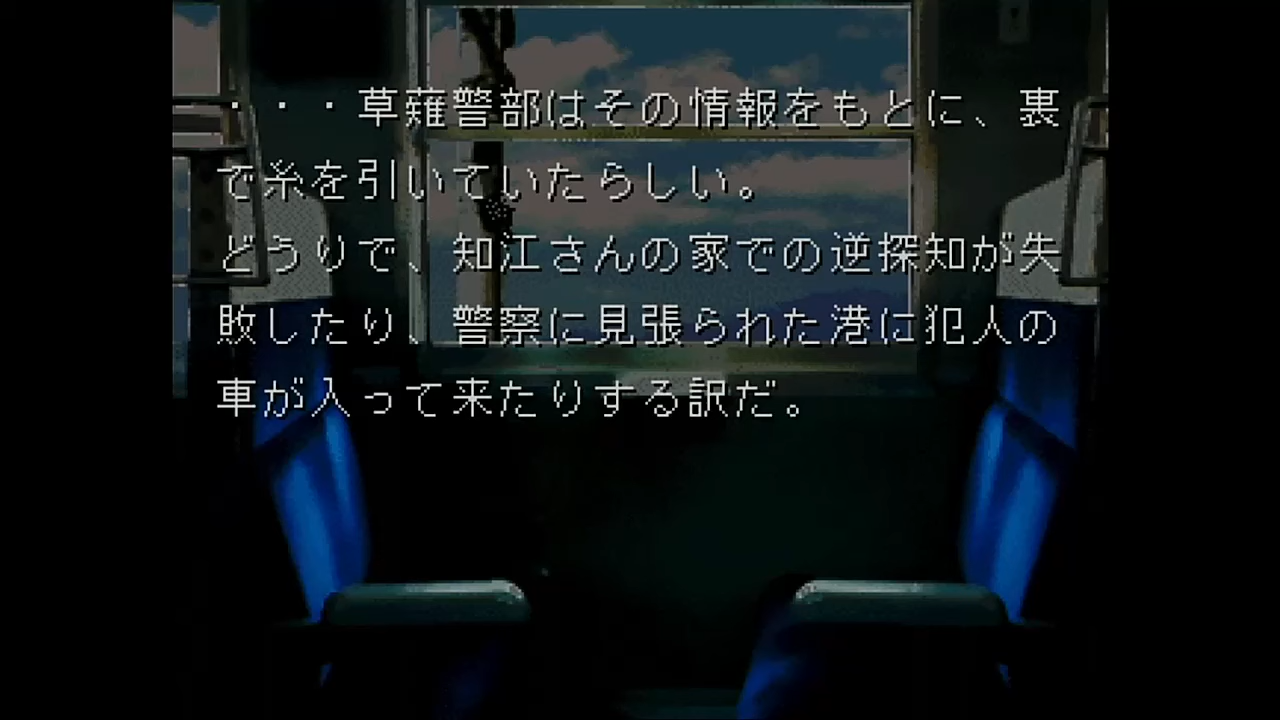 ・・・草薙警部はその情報をもとに、裏
で糸を引いていたらしい。
どうりで、知江さんの家での逆探知が失
敗したり、警察に見張られた港に犯人の
車が入って来たりする訳だ。